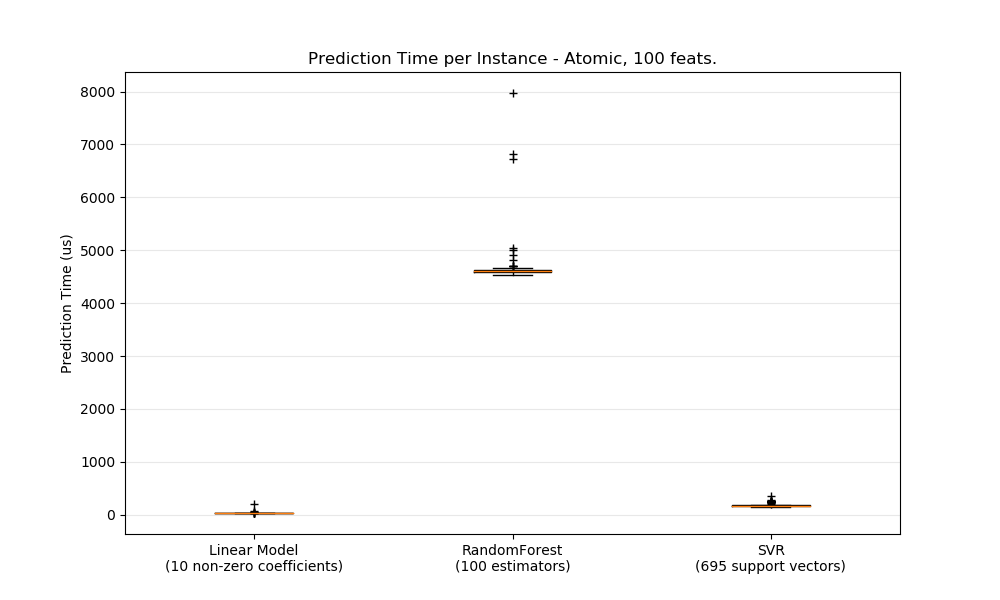 Prediction Time per Instance - Atomic, 100 feats.
Prediction Time (us)
8000
7000
6000
5000
4000
3000
2000
1000
0
Linear Model
(10 non-zero coefficients)
RandomForest
(100 estimators)
SVR
(695 support vectors)